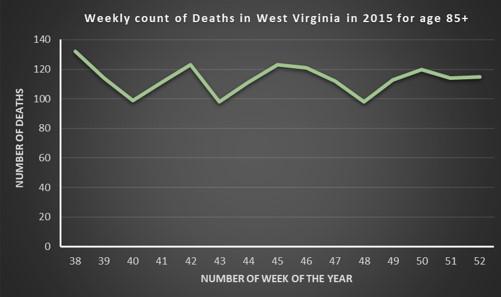 Weekly count of Deaths in West Virginia in 2015 for age 85+
140
120
100
80
60
40
20
0
NUMBER OF DEATHS
38 39 40 41 42 43 44 45 46 47 48 49 50 51 52
NUMBER OF WEEK OF THE YEAR